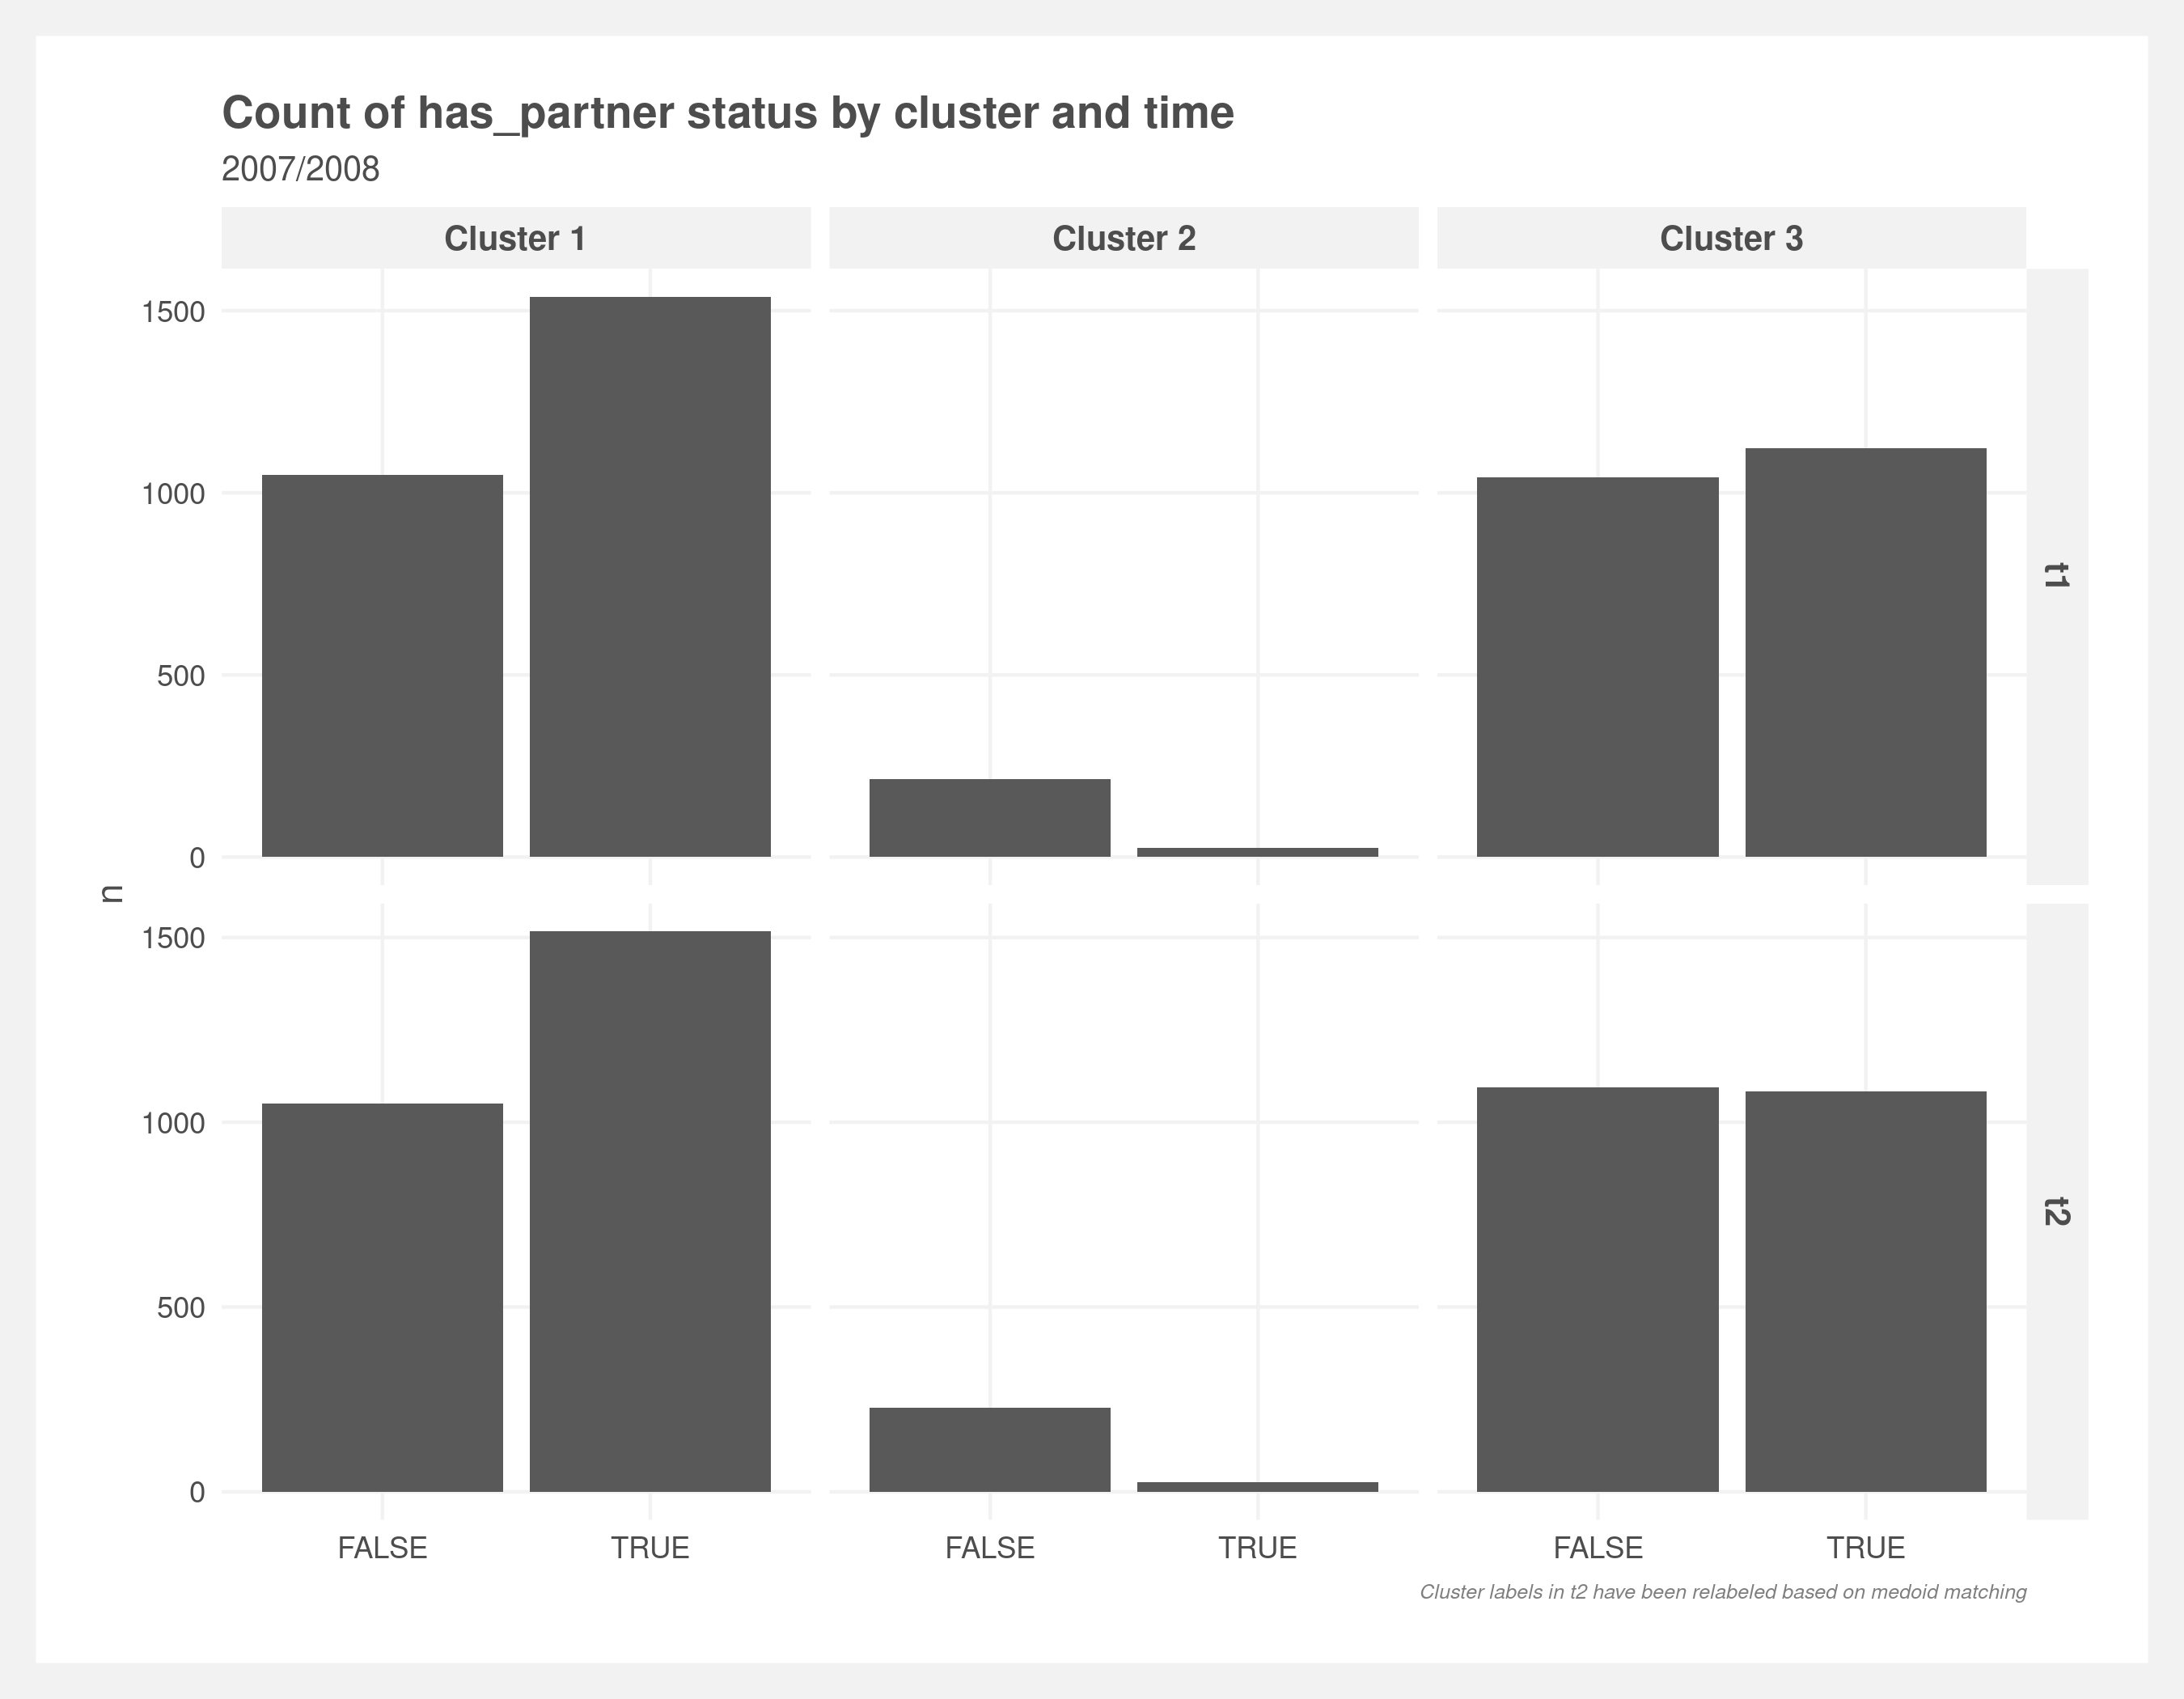 Count of has_partner status by cluster and time
2007/2008
Cluster 1
Cluster 2
Cluster 3
1500
1000
500
0
t1
n
1500
1000
500
0
t2
FALSE
TRUE
FALSE
TRUE
FALSE
TRUE
Cluster labels in t2 have been relabeled based on medoid matching